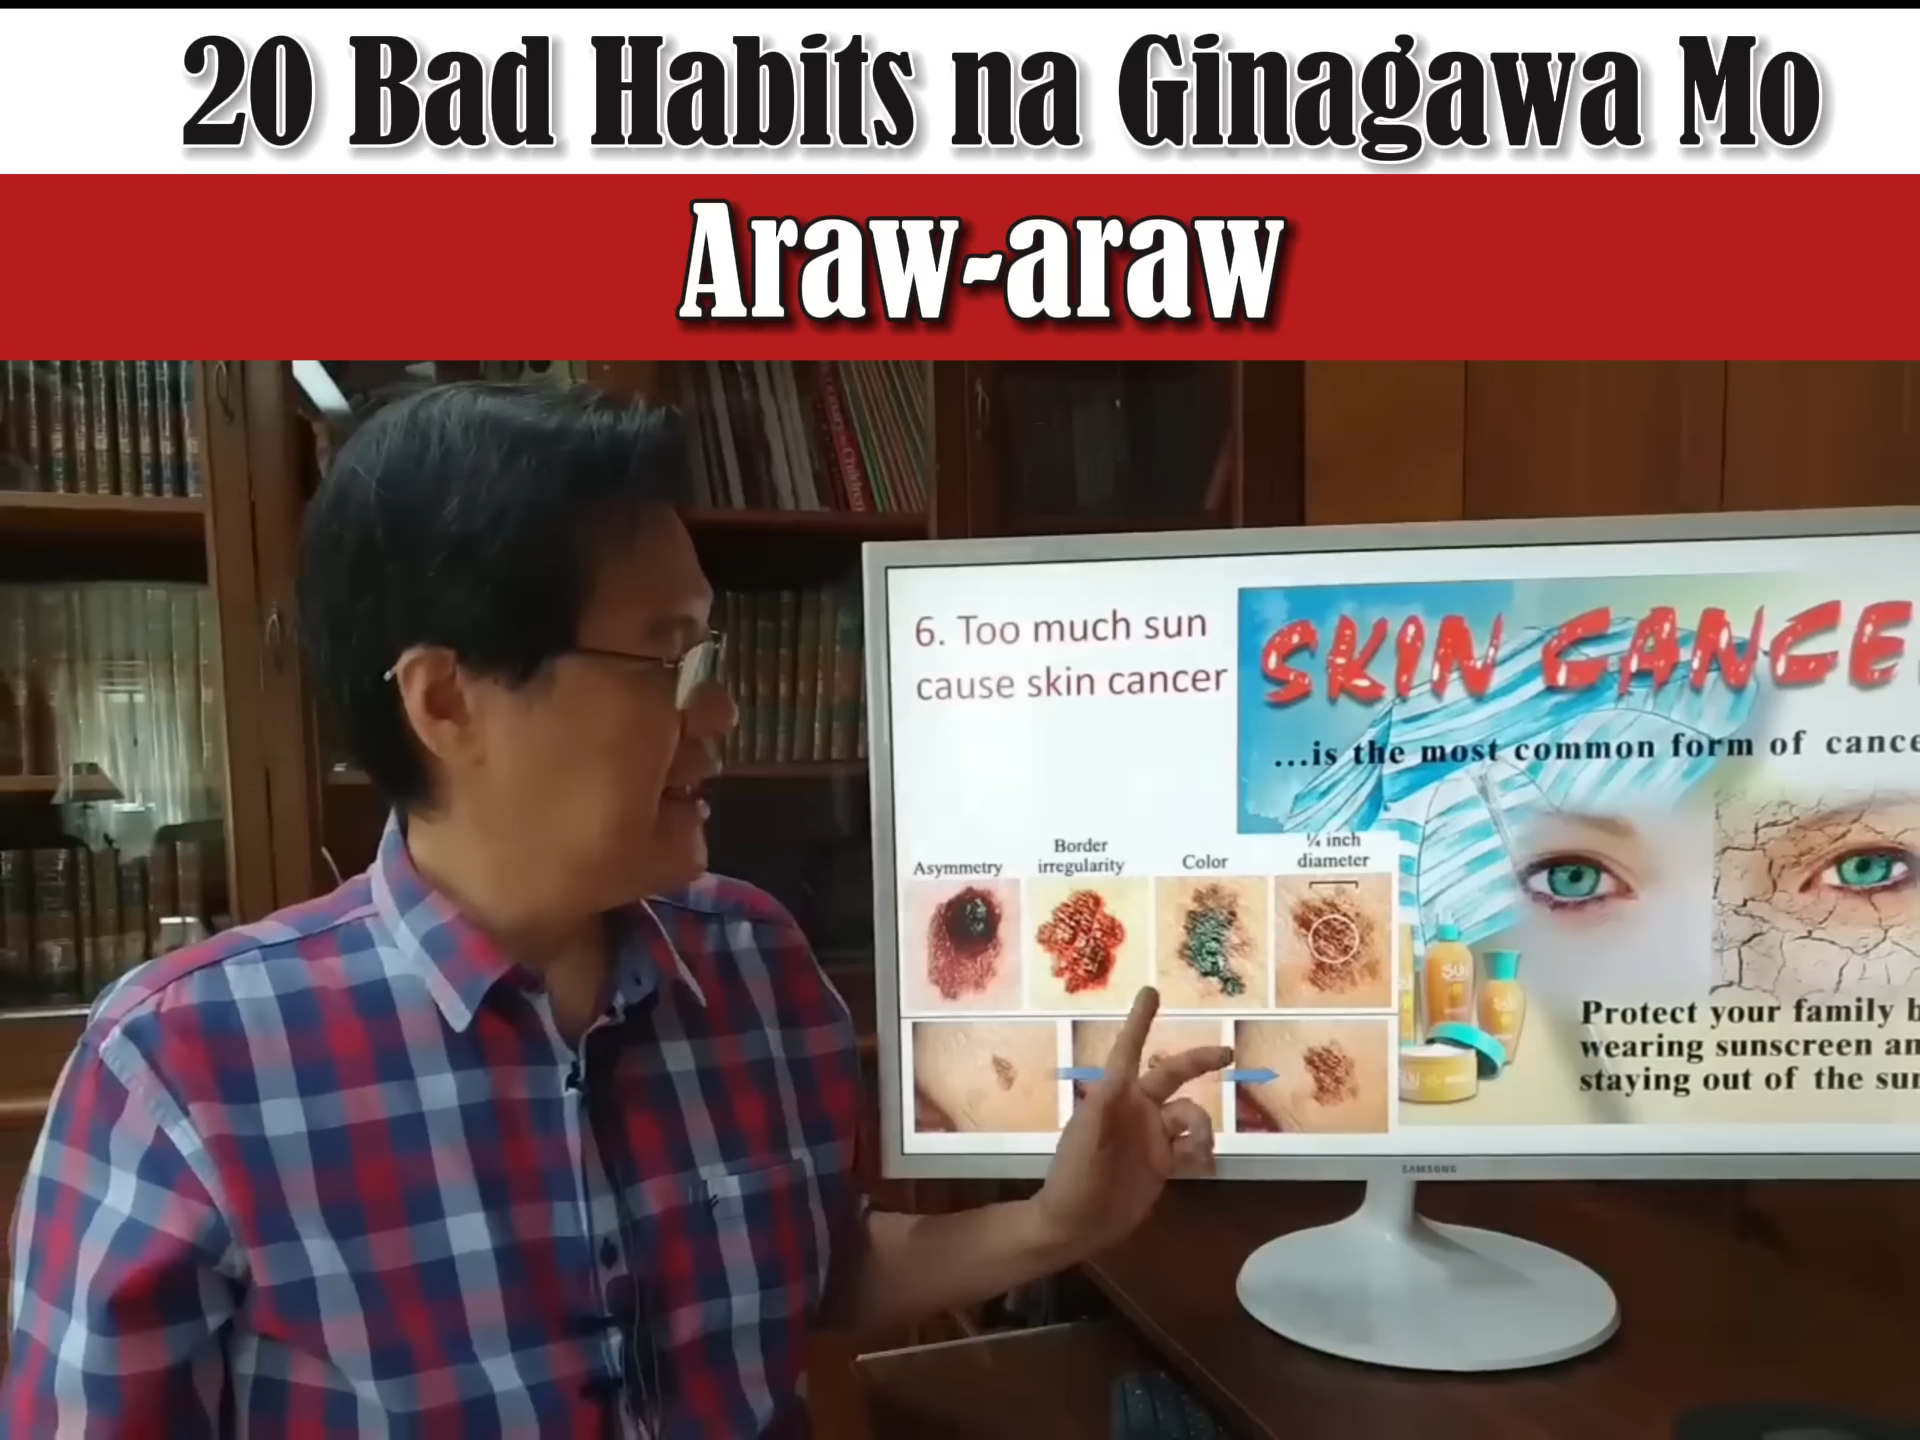 20 Bad Habits na Ginagawa Mo
Araw-araw
6. Too much sun
cause skin cancer
SKIN CANCE
...is the most common form of cance
Asymmetry
Border
irregularity
Color
¼ inch
diameter
Protect your family b
wearing sunscreen an
staying out of the sun
SAMSUNG